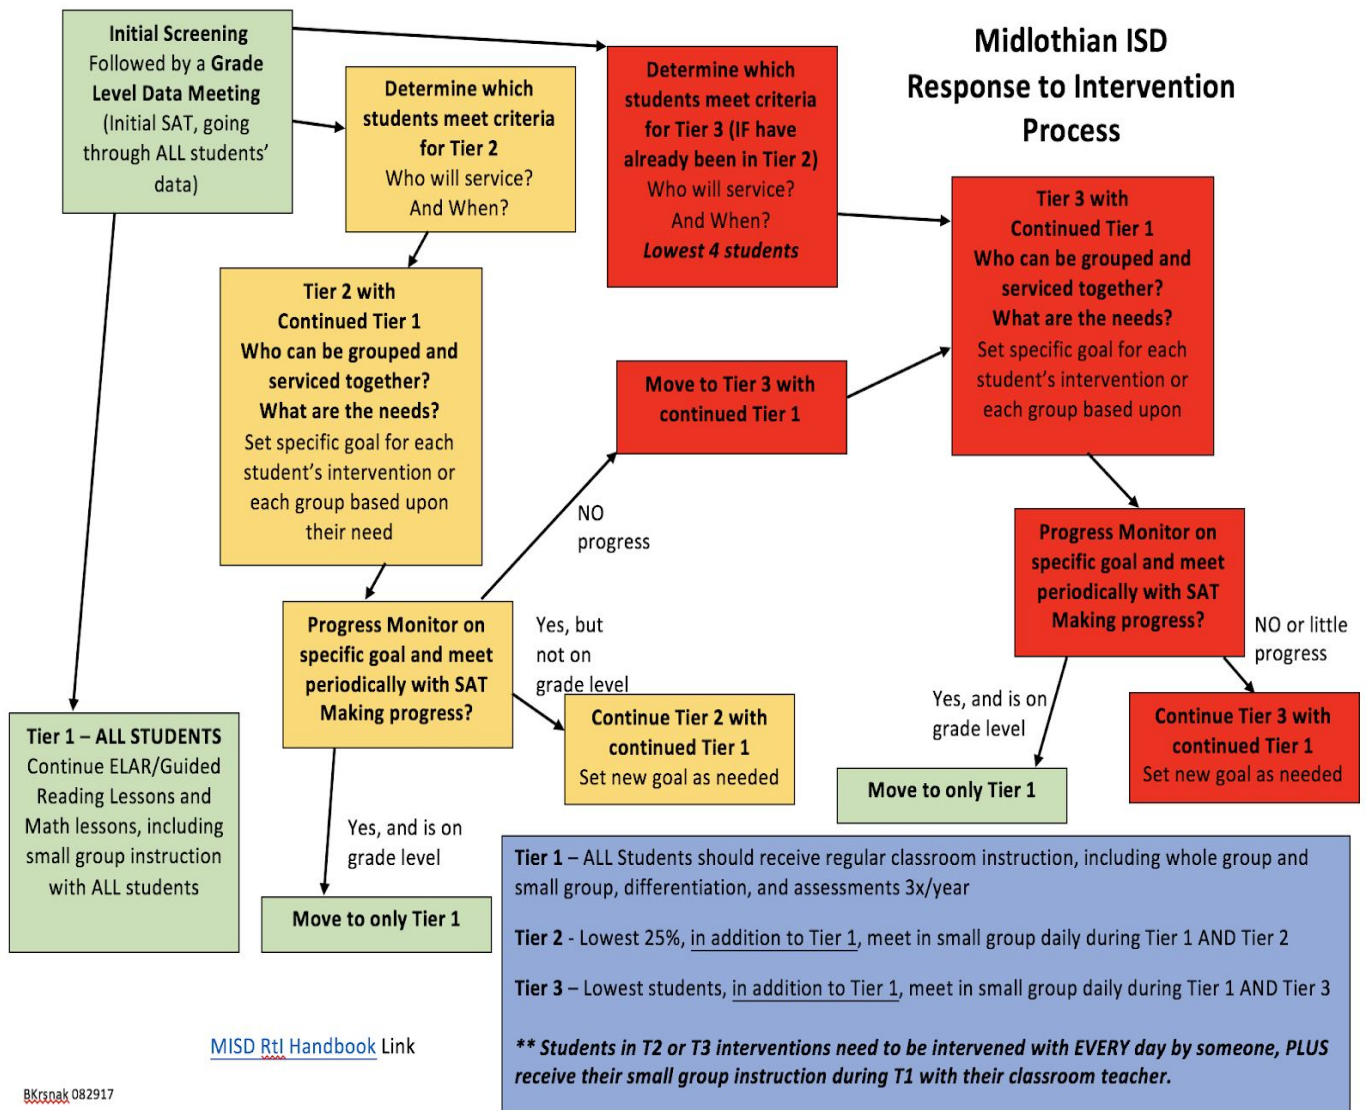 Midlothian ISD
Response to Intervention
Process
Initial Screening
Followed by a Grade
Level Data Meeting
(Initial SAT, going
through ALL students’
data)
Determine which
students meet criteria
for Tier 2
Who will service?
And When?
Determine which
students meet criteria
for Tier 3 (IF have
already been in Tier 2)
Who will service?
And When?
Lowest 4 students
Tier 3 with
Continued Tier 1
Who can be grouped and
serviced together?
What are the needs?
Set specific goal for each
student’s intervention or
each group based upon
Tier 2 with
Continued Tier 1
Who can be grouped and
serviced together?
What are the needs?
Set specific goal for each
student’s intervention or
each group based upon
their need
Move to Tier 3 with
continued Tier 1
NO
progress
Progress Monitor on
specific goal and meet
periodically with SAT
Making progress?
Yes, but
not on
grade level
Continue Tier 2 with
continued Tier 1
Set new goal as needed
Progress Monitor on
specific goal and meet
periodically with SAT
Making progress?
NO or little
progress
Yes, and is on
grade level
Continue Tier 3 with
continued Tier 1
Set new goal as needed
Move to only Tier 1
Tier 1 – ALL STUDENTS
Continue ELAR/Guided
Reading Lessons and
Math lessons, including
small group instruction
with ALL students
Yes, and is on
grade level
Move to only Tier 1
Tier 1 – ALL Students should receive regular classroom instruction, including whole group and
small group, differentiation, and assessments 3x/year
Tier 2 - Lowest 25%, in addition to Tier 1, meet in small group daily during Tier 1 AND Tier 2
Tier 3 – Lowest students, in addition to Tier 1, meet in small group daily during Tier 1 AND Tier 3
** Students in T2 or T3 interventions need to be intervened with EVERY day by someone, PLUS
receive their small group instruction during T1 with their classroom teacher.
MISD RtI Handbook Link
BKrsnak 082917